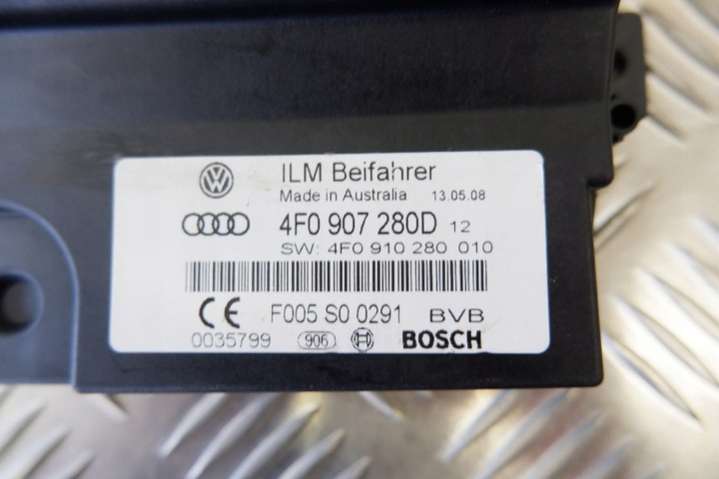 ILM Beifahrer
Made in Australia 13.05.08
4F0 907 280D 12
SW: 4F0 910 280 010
CE F005 S0 0291 BVB
0035799 906 BOSCH